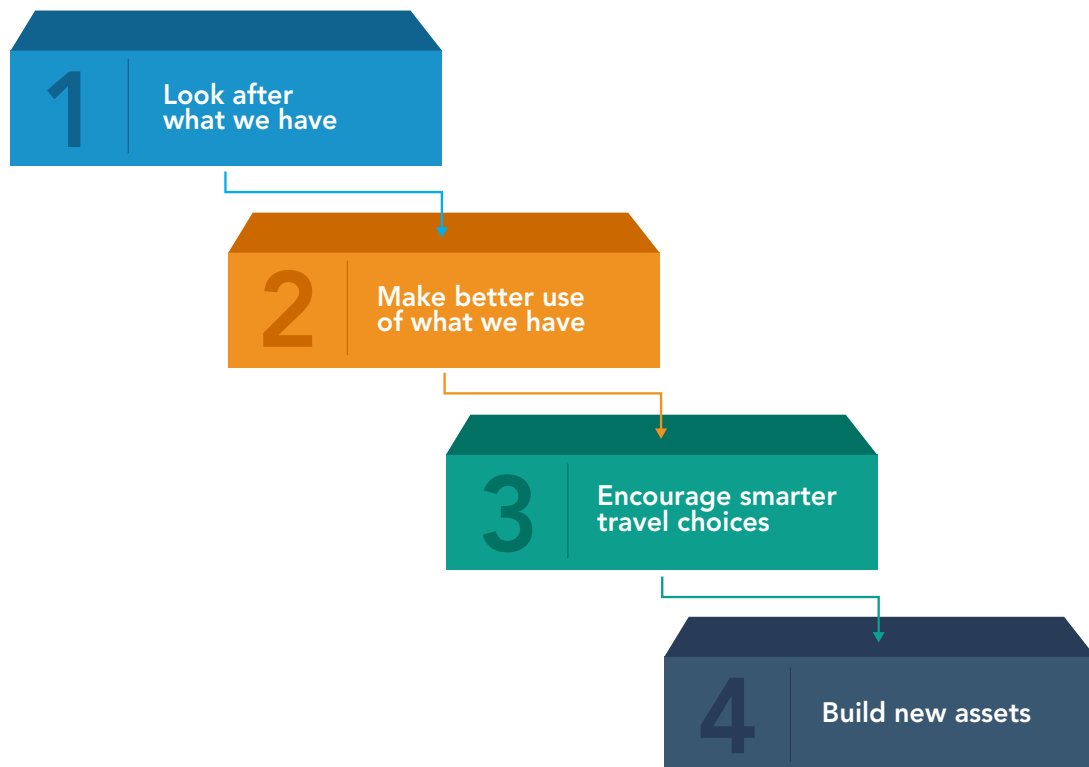 1
Look after
what we have
2
Make better use
of what we have
3
Encourage smarter
travel choices
4
Build new assets